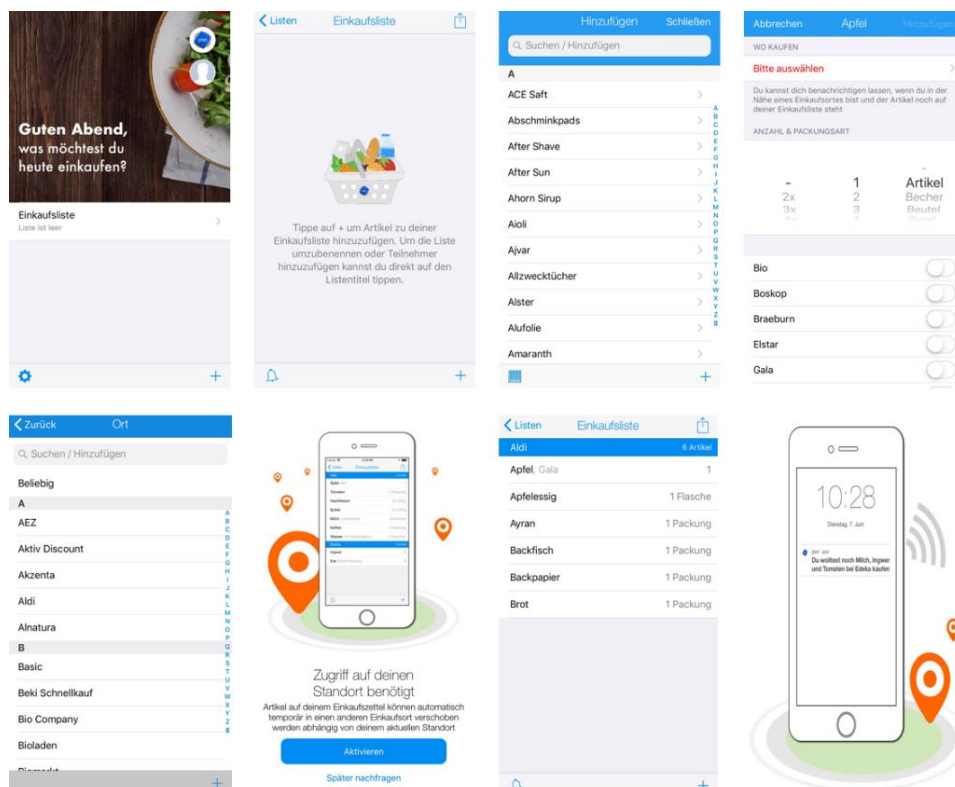 Guten Abend,
was möchtest du
heute einkaufen?
Einkaufsliste
Liste ist leer
Listen
Einkaufsliste
Tippe auf + um Artikel zu deiner
Einkaufsliste hinzuzufügen. Um die Liste
umzubenennen oder Teilnehmer
hinzuzufügen kannst du direkt auf den
Listentitel tippen.
Hinzufügen
Schließen
Suchen / Hinzufügen
A
ACE Saft
Abschminkpads
After Shave
After Sun
Ahorn Sirup
Aioli
Ajvar
Allzwecktücher
Alster
Alufolie
Amaranth
A
B
C
D
E
F
G
H
I
J
K
L
M
N
O
P
Q
R
S
T
U
V
W
X
Y
Z
Abbrechen
Apfel
Hinzufügen
WO KAUFEN
Bitte auswählen
Du kannst dich benachrichtigen lassen, wenn du in der
Nähe eines Einkaufsortes bist und der Artikel noch auf
deiner Einkaufsliste steht
ANZAHL & PACKUNGSART
- 1 Artikel
2x 2 Becher
3x 3 Beutel
Bio
Boskop
Braeburn
Elstar
Gala
Zurück
Ort
Suchen / Hinzufügen
Beliebig
A
AEZ
Aktiv Discount
Akzenta
Aldi
Alnatura
B
Basic
Beki Schnellkauf
Bio Company
Bioladen
A
B
C
D
E
F
G
H
I
J
K
L
M
N
O
P
Q
R
S
T
U
V
W
X
Y
Z
Zugriff auf deinen
Standort benötigt
Artikel auf deinem Einkaufszettel können automatisch
temporär in einen anderen Einkaufsort verschoben
werden abhängig von deinem aktuellen Standort
Aktivieren
Später nachfragen
Listen
Einkaufsliste
Aldi 6 Artikel
Apfel, Gala 1
Apfelessig 1 Flasche
Ayran 1 Packung
Backfisch 1 Packung
Backpapier 1 Packung
Brot 1 Packung
10:28
Dienstag, 7. Juni
Du wolltest noch Milch, Ingwer
und Tomaten bei Edeka kaufen